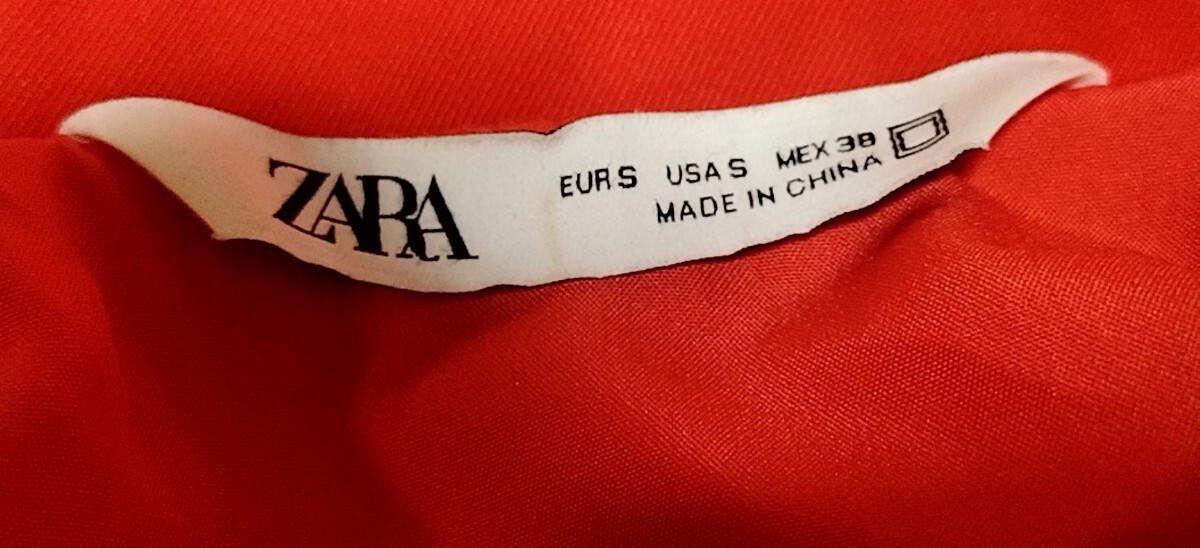 ZARA
EUR S USA S MEX 38
MADE IN CHINA